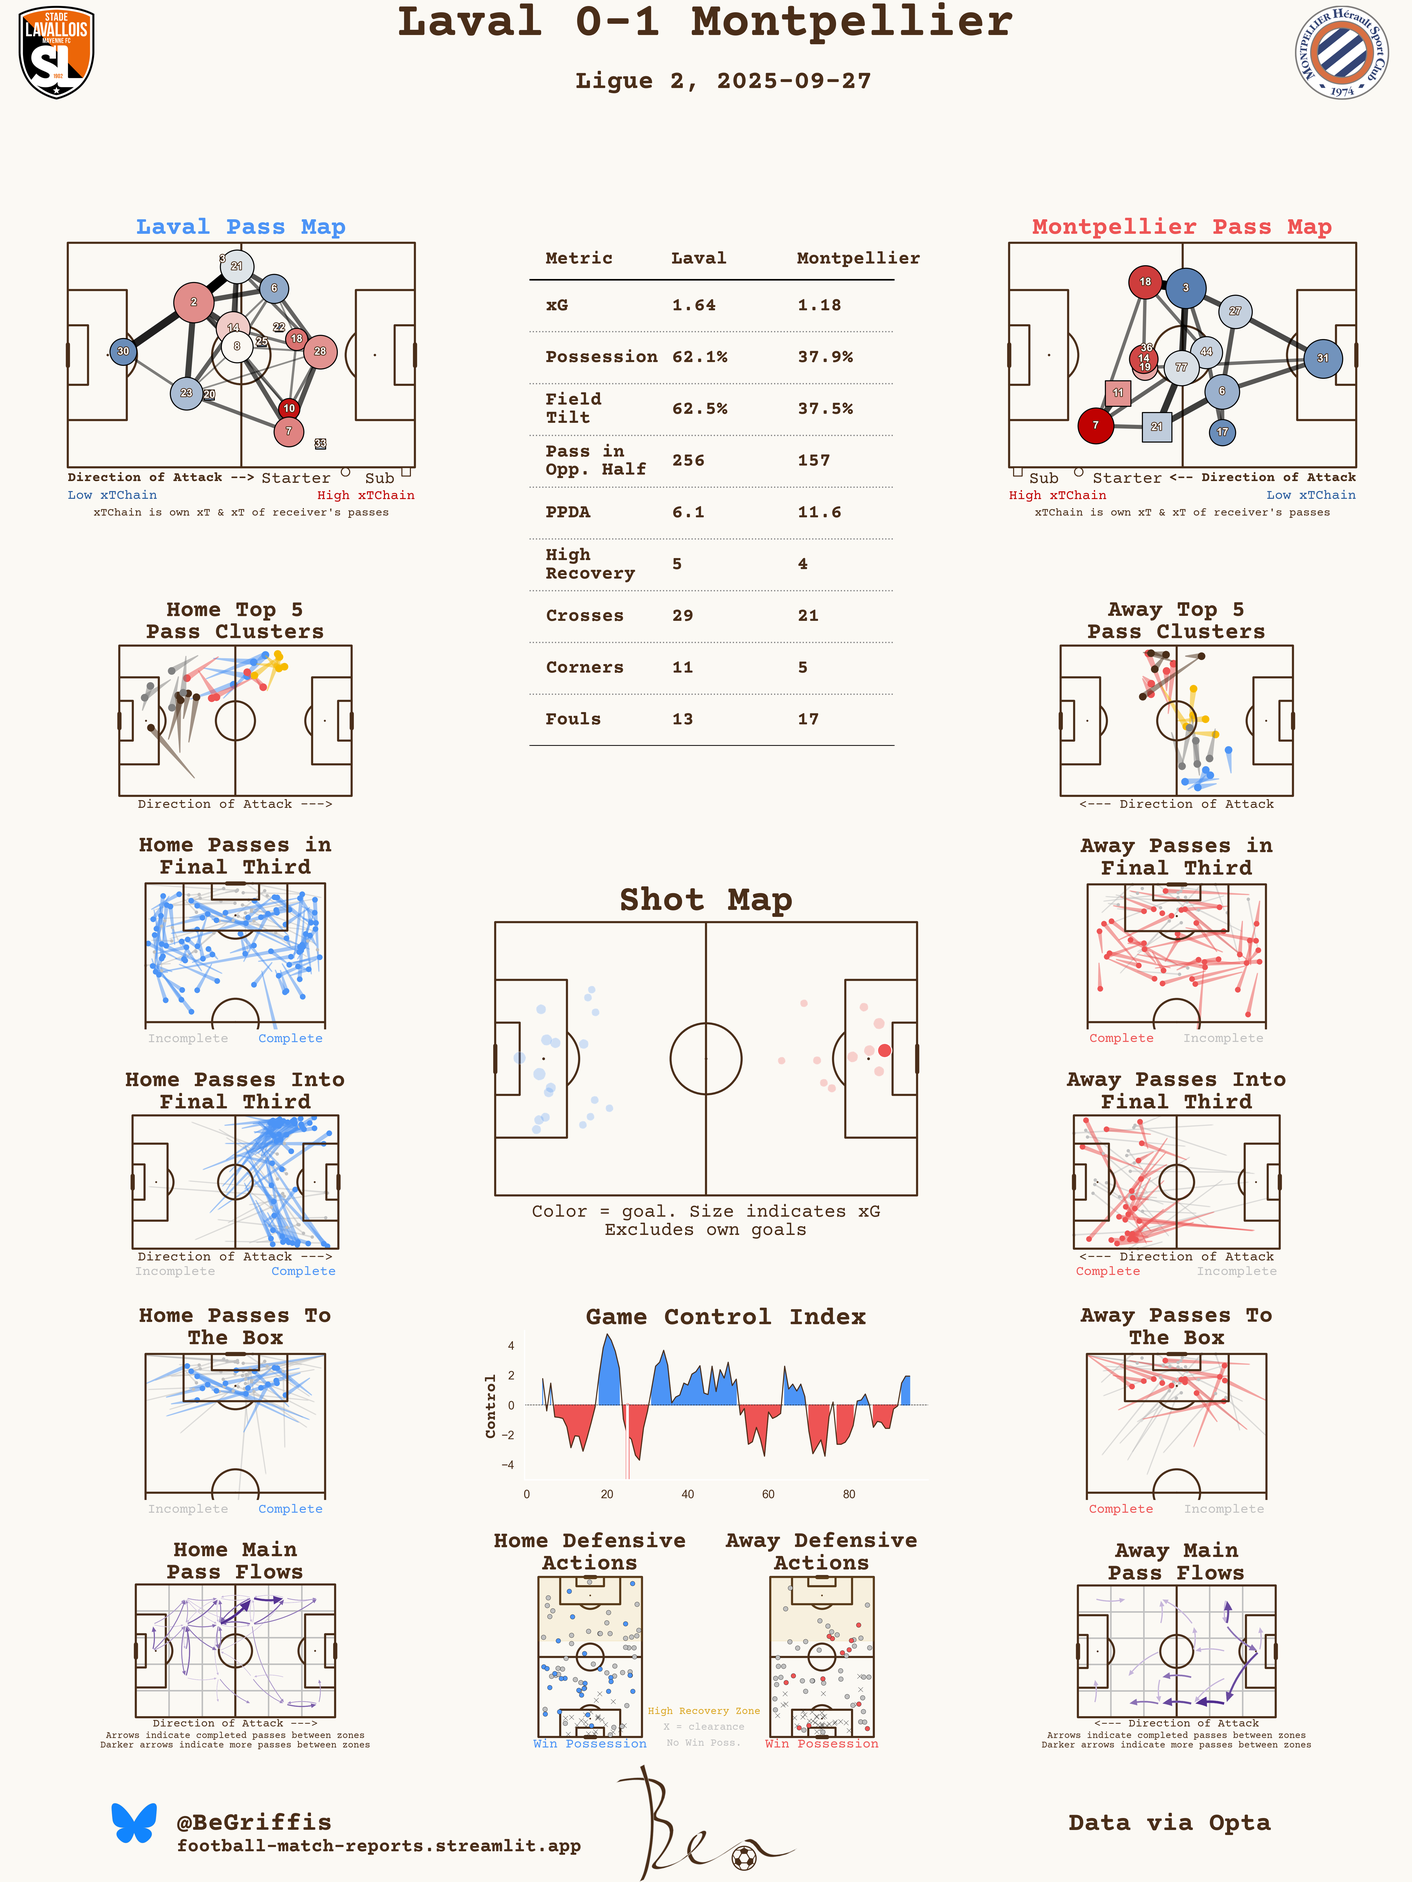 Laval 0-1 Montpellier
Ligue 2, 2025-09-27
STADE
LAVALLOIS
MAYENNE FC
SL
1902
MONTPELLIER Hérault Sport Club
1974
Laval Pass Map
3
21
6
2
14
22
25
18
8
28
30
23
20
10
7
33
Direction of Attack --> Starter Sub
Low xTChain High xTChain
xTChain is own xT & xT of receiver's passes
Metric Laval Montpellier
xG 1.64 1.18
Possession 62.1% 37.9%
Field
Tilt 62.5% 37.5%
Pass in
Opp. Half 256 157
PPDA 6.1 11.6
High
Recovery 5 4
Crosses 29 21
Corners 11 5
Fouls 13 17
Montpellier Pass Map
18
3
27
36
14
19
44
31
77
11
6
7
21
17
Sub Starter <-- Direction of Attack
High xTChain Low xTChain
xTChain is own xT & xT of receiver's passes
Home Top 5
Pass Clusters
Direction of Attack --->
Away Top 5
Pass Clusters
<--- Direction of Attack
Home Passes in
Final Third
Incomplete Complete
Away Passes in
Final Third
Complete Incomplete
Shot Map
Color = goal. Size indicates xG
Excludes own goals
Home Passes Into
Final Third
Direction of Attack --->
Incomplete Complete
Away Passes Into
Final Third
<--- Direction of Attack
Complete Incomplete
Home Passes To
The Box
Incomplete Complete
Game Control Index
Control
4
2
0
−2
−4
0 20 40 60 80
Away Passes To
The Box
Complete Incomplete
Home Main
Pass Flows
Direction of Attack --->
Arrows indicate completed passes between zones
Darker arrows indicate more passes between zones
Home Defensive
Actions
Win Possession
High Recovery Zone
X = clearance
No Win Poss.
Away Defensive
Actions
Win Possession
Away Main
Pass Flows
<--- Direction of Attack
Arrows indicate completed passes between zones
Darker arrows indicate more passes between zones
@BeGriffis
football-match-reports.streamlit.app
Ben
Data via Opta